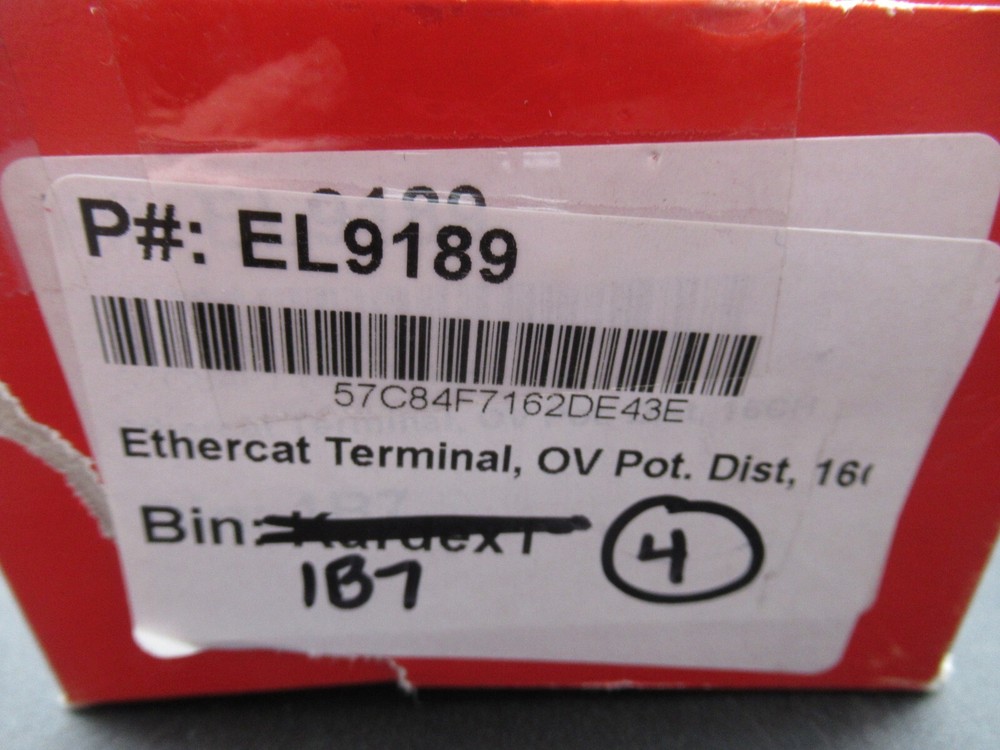 P#: EL9189
57C84F7162DE43E
Ethercat Terminal, OV Pot. Dist, 16
Bin:
1B7
4